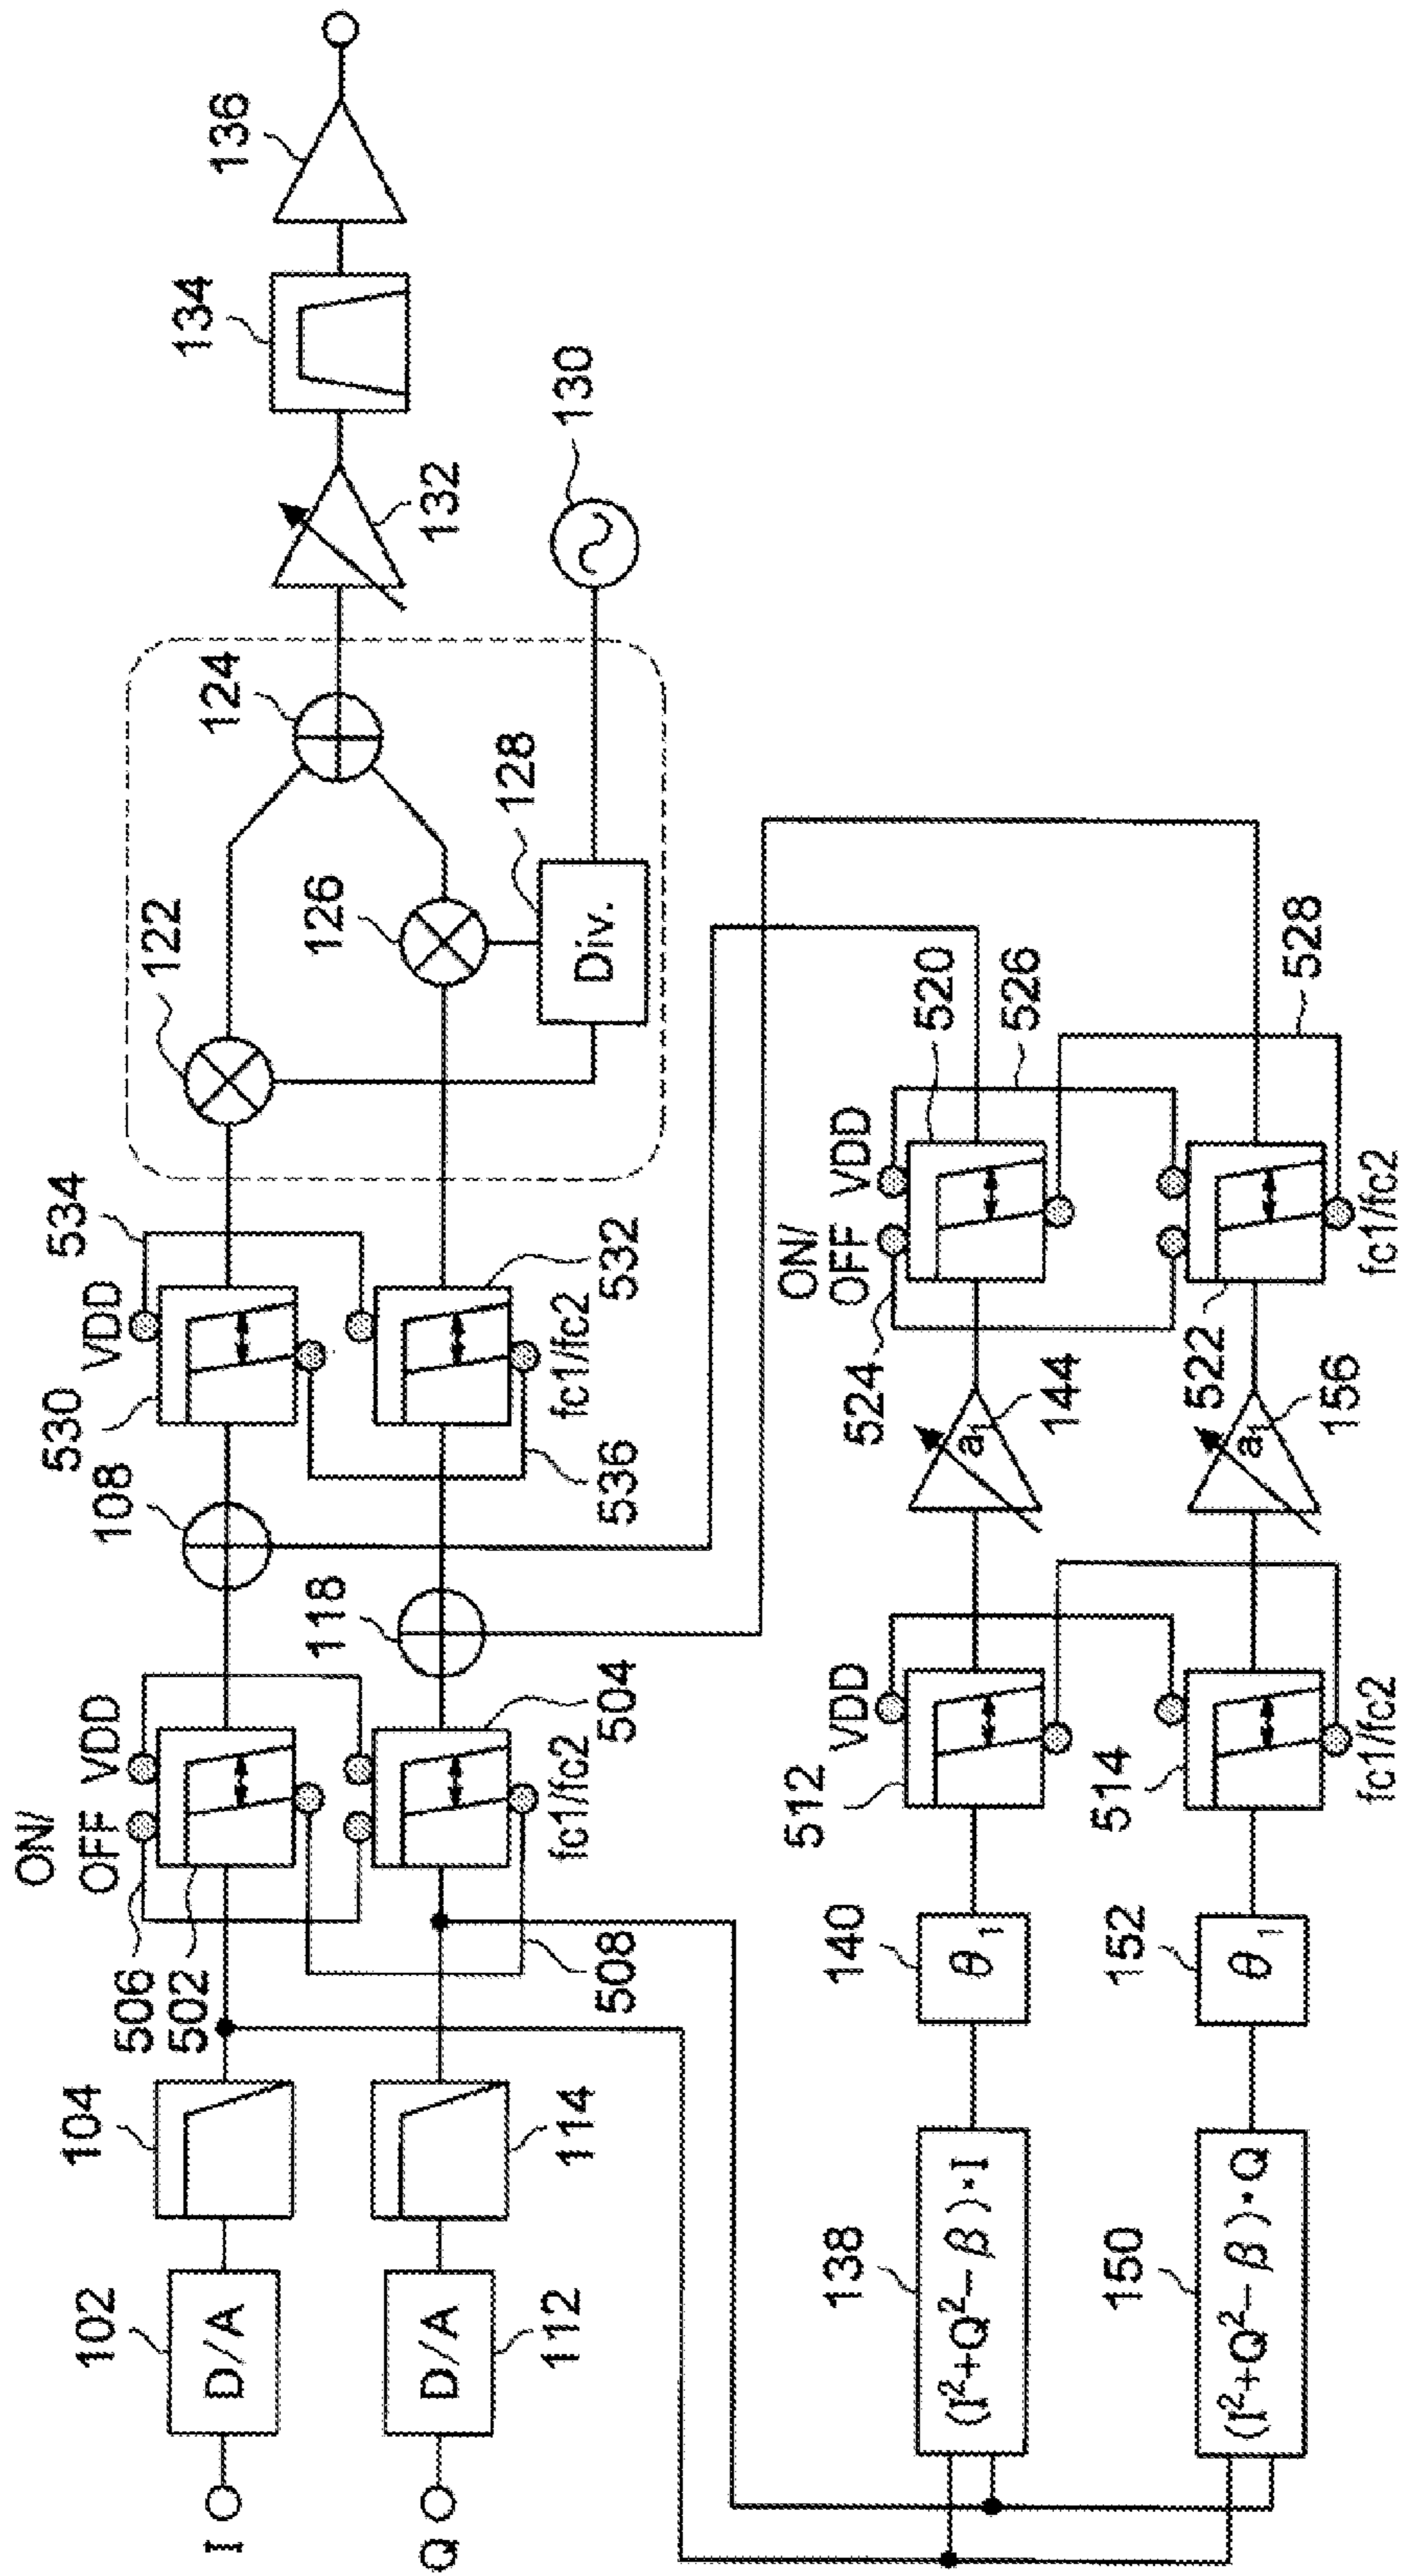 I
102
D/A
104
506
502
ON/
OFF
VDD
108
530
VDD
534
122
124
132
134
136
Q
D/A
112
114
508
504
fc1/fc2
118
536
532
fc1/fc2
126
Div.
128
130
138
(I²+Q²−β)·I
140
θ₁
512
VDD
a₁
144
524
ON/
OFF
VDD
520
526
150
(I²+Q²−β)·Q
152
θ₁
514
fc1/fc2
a₁
156
522
fc1/fc2
528